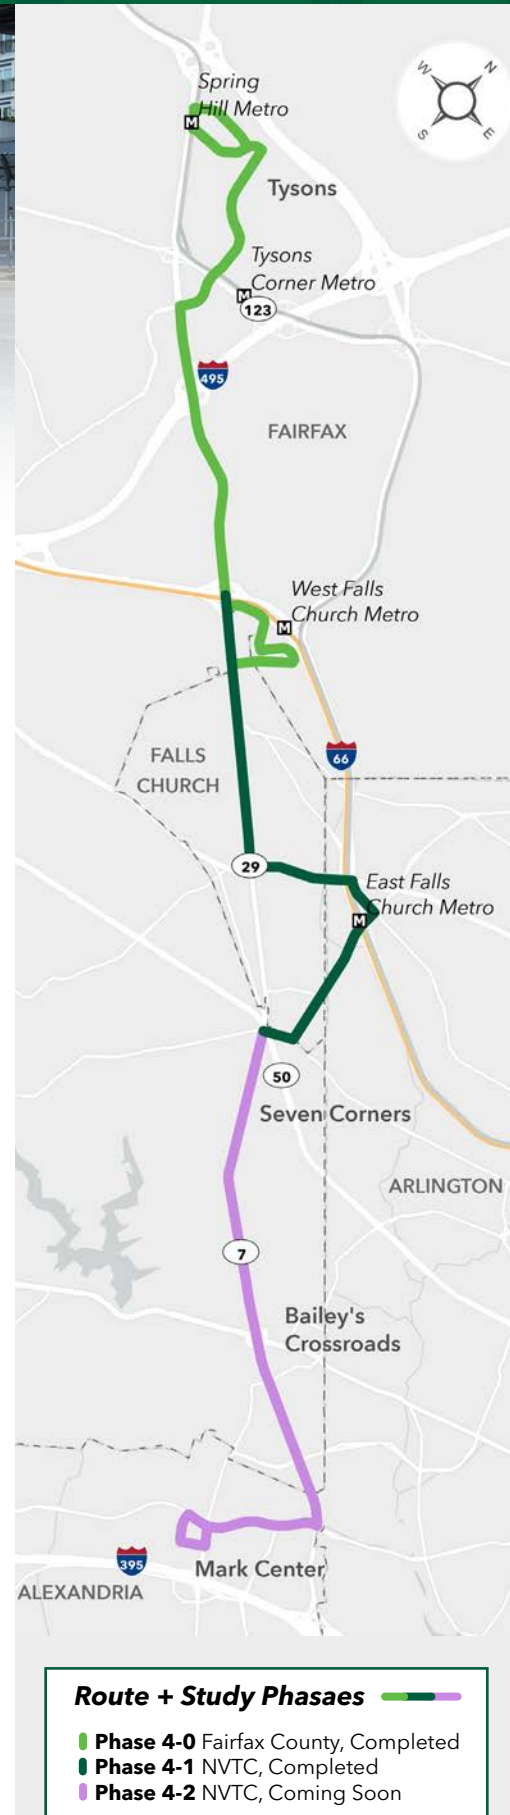 W
N
S
E
Spring
Hill Metro
M
Tysons
Tysons
Corner Metro
M
123
495
FAIRFAX
West Falls
Church Metro
M
66
FALLS
CHURCH
29
East Falls
Church Metro
M
50
Seven Corners
ARLINGTON
7
Bailey's
Crossroads
395
Mark Center
ALEXANDRIA
Route + Study Phasaes
Phase 4-0 Fairfax County, Completed
Phase 4-1 NVTC, Completed
Phase 4-2 NVTC, Coming Soon